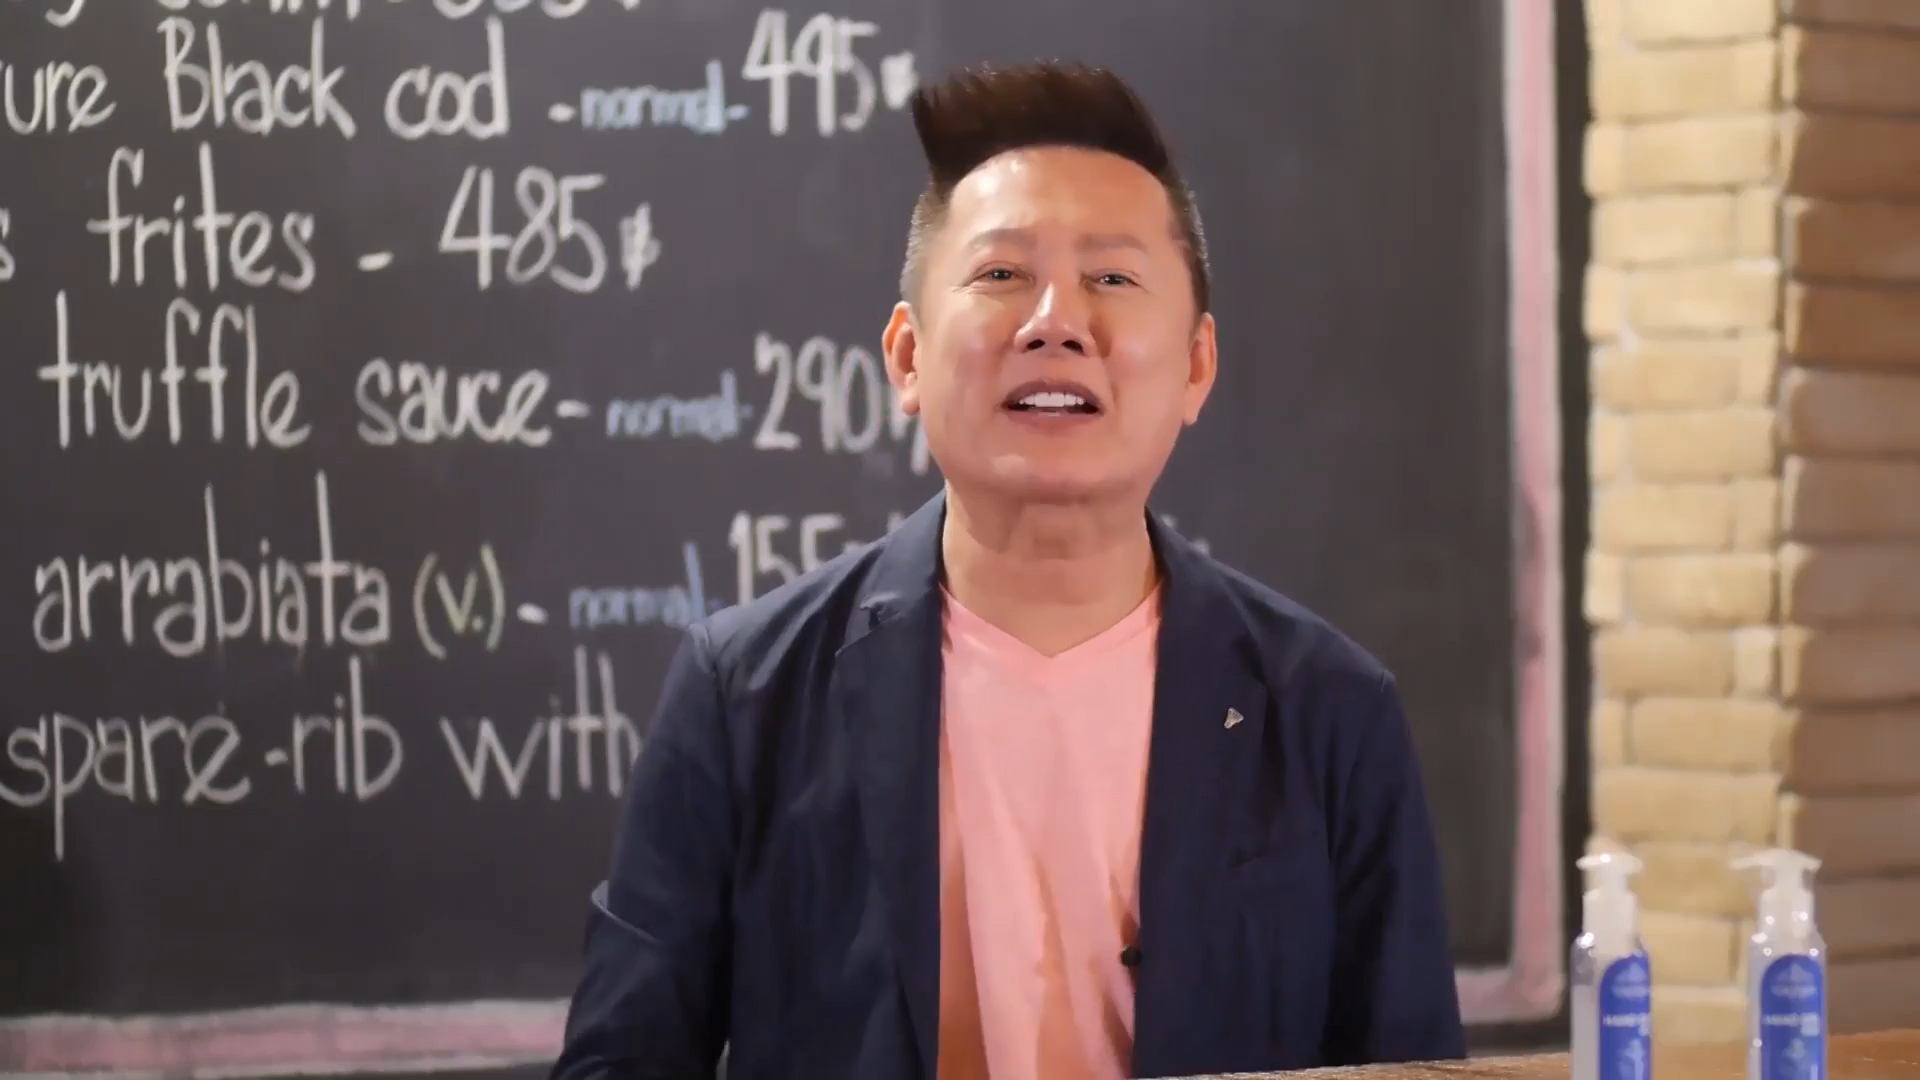 ure Black cod - normal- 495฿
s frites - 485฿
truffle sauce- normal- 290
arrabiata (v.) - normal- 155
spare-rib with